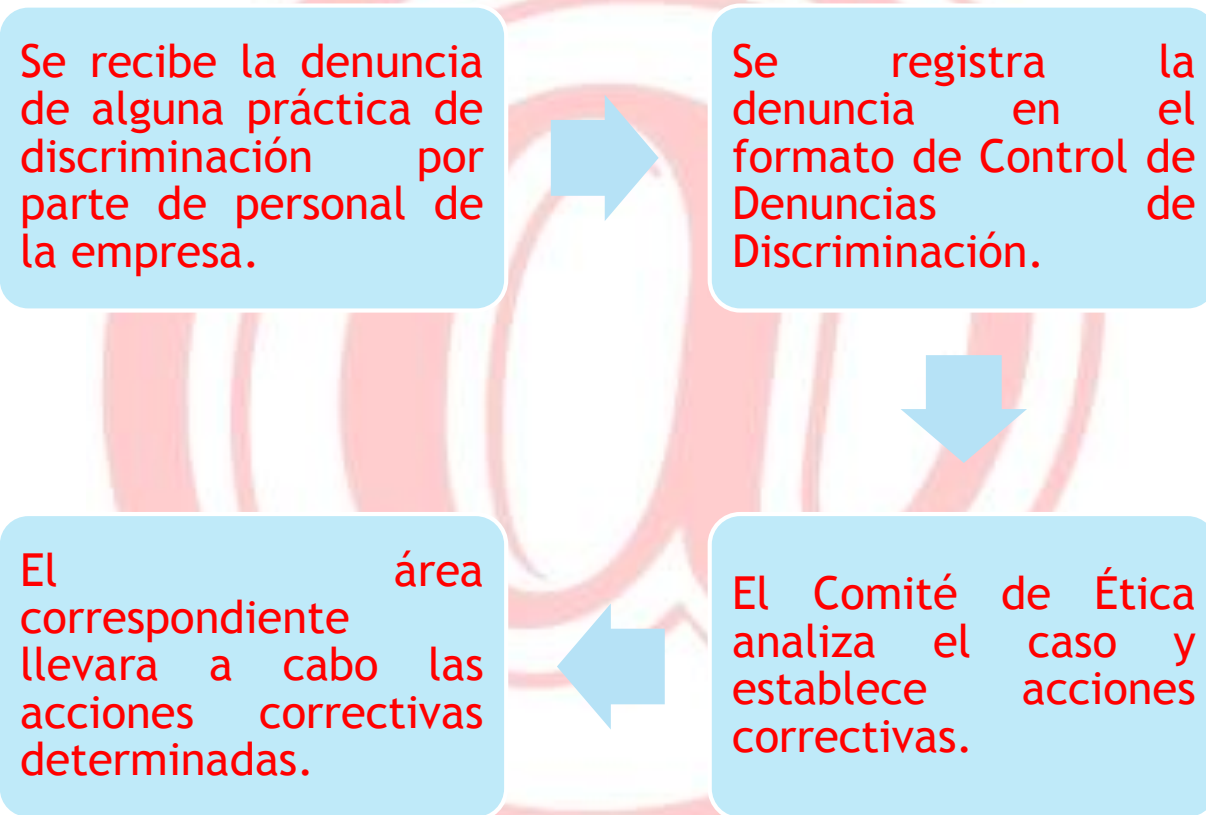 Se recibe la denuncia
de alguna práctica de
discriminación por
parte de personal de
la empresa.
Se registra la
denuncia en el
formato de Control de
Denuncias de
Discriminación.
El Comité de Ética
analiza el caso y
establece acciones
correctivas.
El área
correspondiente
llevara a cabo las
acciones correctivas
determinadas.